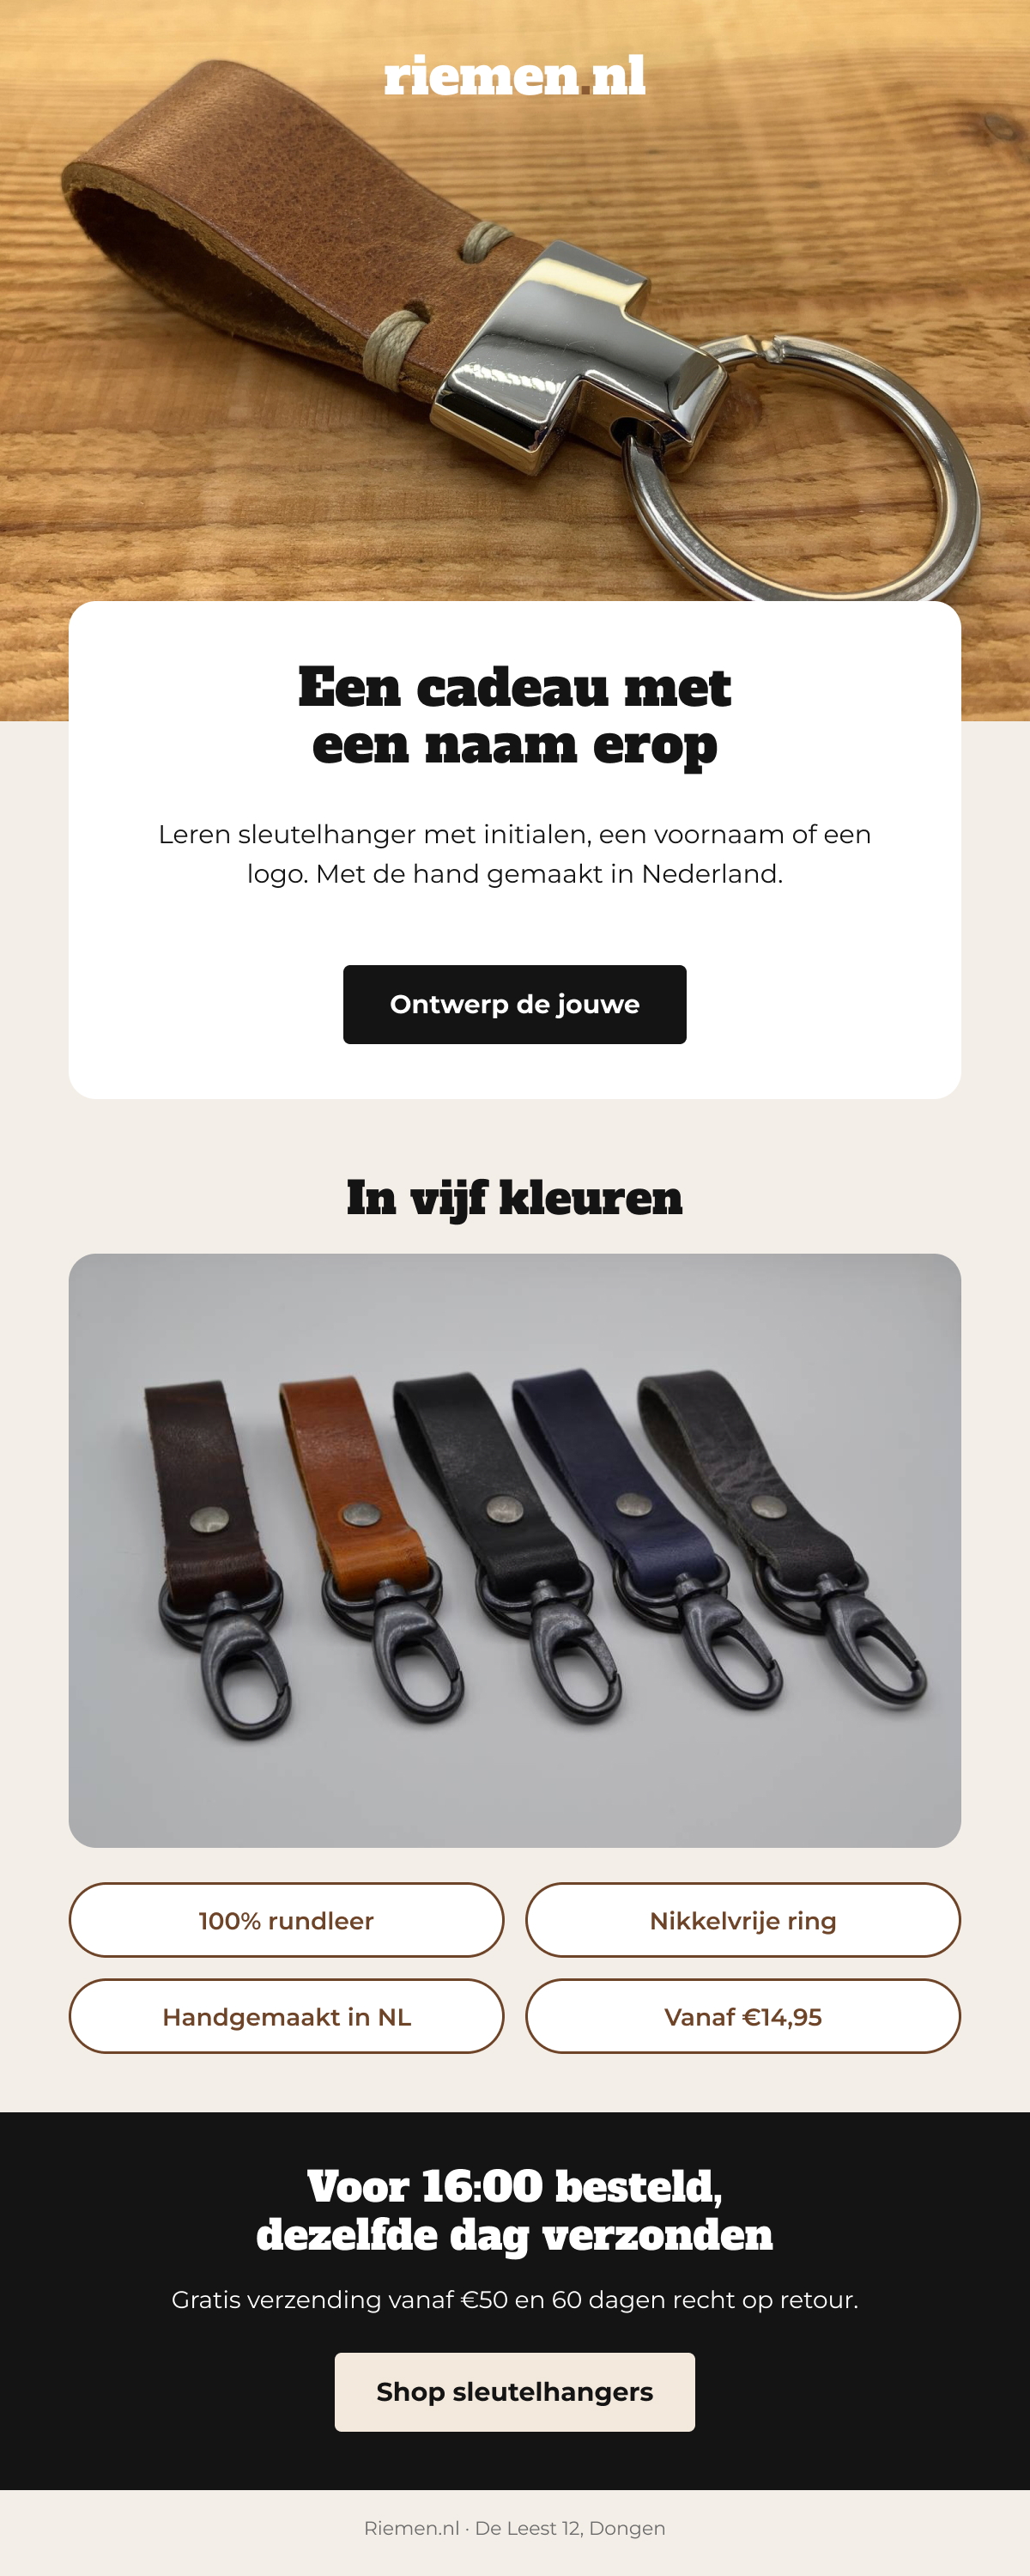 riemen.nl
Een cadeau met
een naam erop
Leren sleutelhanger met initialen, een voornaam of een
logo. Met de hand gemaakt in Nederland.
Ontwerp de jouwe
In vijf kleuren
100% rundleer
Nikkelvrije ring
Handgemaakt in NL
Vanaf €14,95
Voor 16:00 besteld,
dezelfde dag verzonden
Gratis verzending vanaf €50 en 60 dagen recht op retour.
Shop sleutelhangers
Riemen.nl · De Leest 12, Dongen